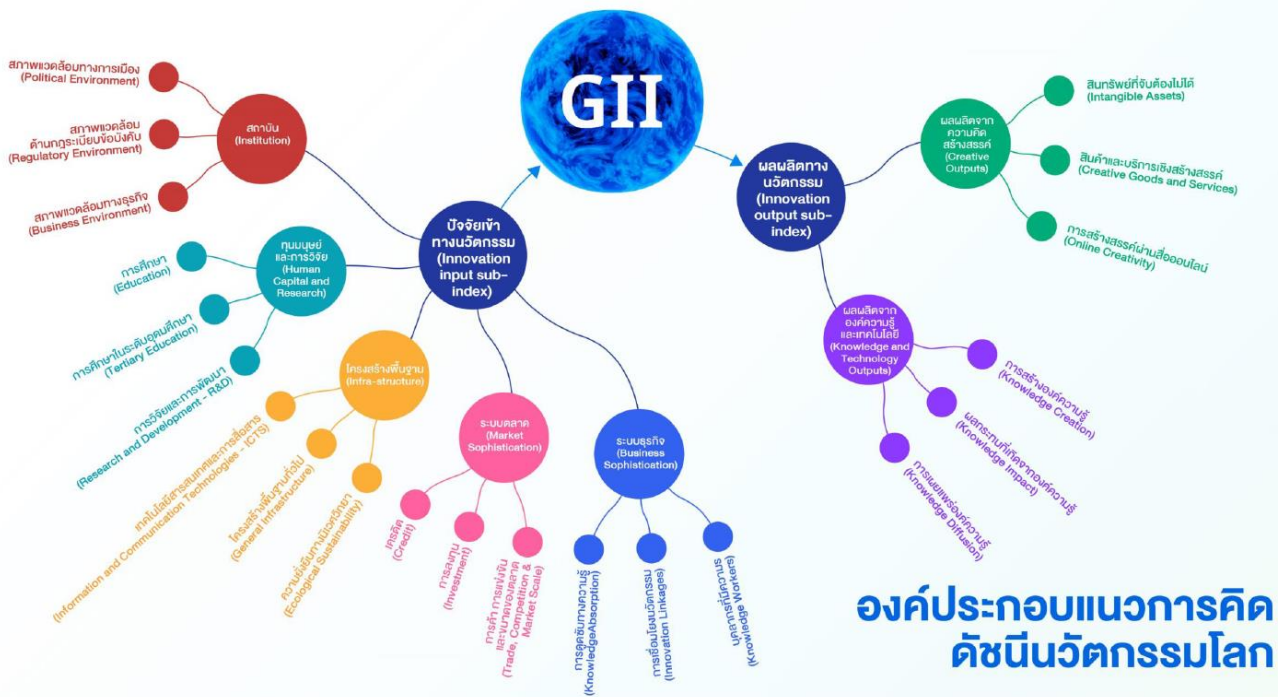 GII
สภาพแวดล้อมทางการเมือง
(Political Environment)
สภาพแวดล้อม
ด้านกฎระเบียบข้อบังคับ
(Regulatory Environment)
สภาพแวดล้อมทางธุรกิจ
(Business Environment)
สถาบัน
(Institution)
การศึกษา
(Education)
การศึกษาในระดับอุดมศึกษา
(Tertiary Education)
การวิจัยและการพัฒนา
(Research and Development - R&D)
ทุนมนุษย์
และการวิจัย
(Human
Capital and
Research)
ปัจจัยเข้า
ทางนวัตกรรม
(Innovation
input sub-
index)
โครงสร้างพื้นฐาน
(Infra-structure)
เทคโนโลยีสารสนเทศและการสื่อสาร
(Information and Communication Technologies - ICTS)
โครงสร้างพื้นฐานทั่วไป
(General Infrastructure)
ความยั่งยืนทางนิเวศวิทยา
(Ecological Sustainability)
ระบบตลาด
(Market
Sophistication)
เครดิต
(Credit)
การลงทุน
(Investment)
การค้า การแข่งขัน
และขนาดของตลาด
(Trade, Competition &
Market Scale)
ระบบธุรกิจ
(Business
Sophistication)
การดูดซับทางความรู้
(KnowledgeAbsorption)
การเชื่อมโยงนวัตกรรม
(Innovation Linkages)
(Knowledge Workers)
ผลผลิตทาง
นวัตกรรม
(Innovation
output sub-
index)
ผลผลิตจาก
ความคิด
สร้างสรรค์
(Creative
Outputs)
สินทรัพย์ที่จับต้องไม่ได้
(Intangible Assets)
สินค้าและบริการเชิงสร้างสรรค์
(Creative Goods and Services)
การสร้างสรรค์ผ่านสื่อออนไลน์
(Online Creativity)
ผลผลิตจาก
องค์ความรู้
และเทคโนโลยี
(Knowledge and
Technology
Outputs)
การสร้างองค์ความรู้
(Knowledge Creation)
ผลกระทบที่เกิดจากองค์ความรู้
(Knowledge Impact)
การเผยแพร่องค์ความรู้
(Knowledge Diffusion)
องค์ประกอบแนวการคิด
ดัชนีนวัตกรรมโลก